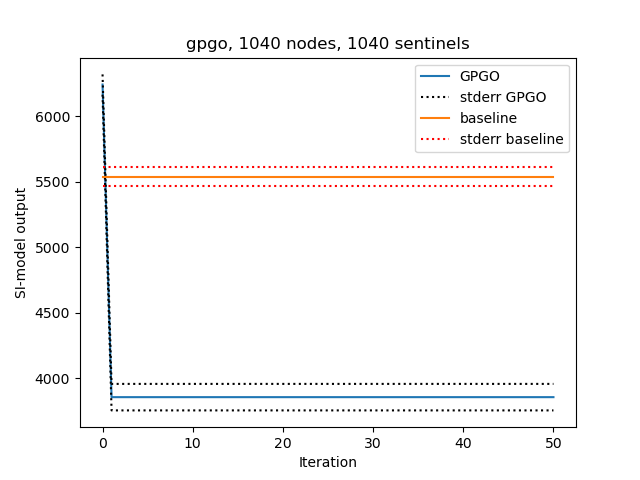 gpgo, 1040 nodes, 1040 sentinels
GPGO
stderr GPGO
baseline
stderr baseline
6000
5500
5000
4500
4000
SI-model output
0 10 20 30 40 50
Iteration